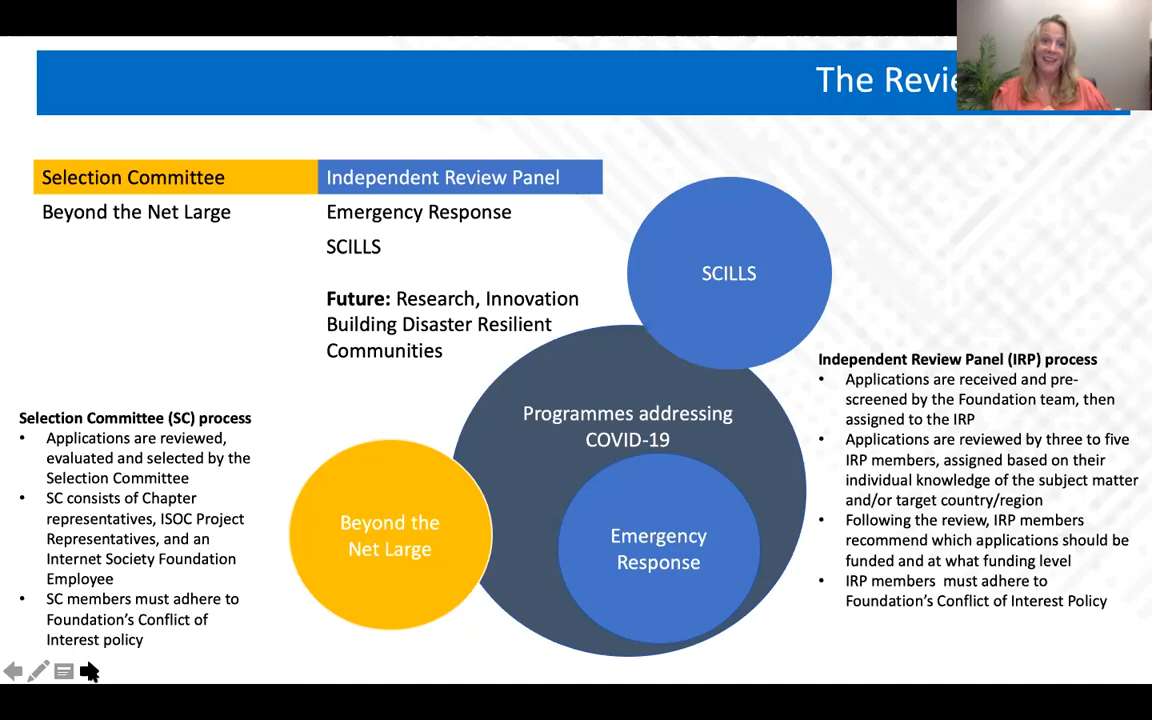 The Revie
Selection Committee
Independent Review Panel
Beyond the Net Large
Emergency Response
SCILLS
Future: Research, Innovation
Building Disaster Resilient
Communities
SCILLS
Programmes addressing
COVID-19
Beyond the
Net Large
Emergency
Response
Selection Committee (SC) process
• Applications are reviewed,
evaluated and selected by the
Selection Committee
• SC consists of Chapter
representatives, ISOC Project
Representatives, and an
Internet Society Foundation
Employee
• SC members must adhere to
Foundation’s Conflict of
Interest policy
Independent Review Panel (IRP) process
• Applications are received and pre-
screened by the Foundation team, then
assigned to the IRP
• Applications are reviewed by three to five
IRP members, assigned based on their
individual knowledge of the subject matter
and/or target country/region
• Following the review, IRP members
recommend which applications should be
funded and at what funding level
• IRP members must adhere to
Foundation’s Conflict of Interest Policy